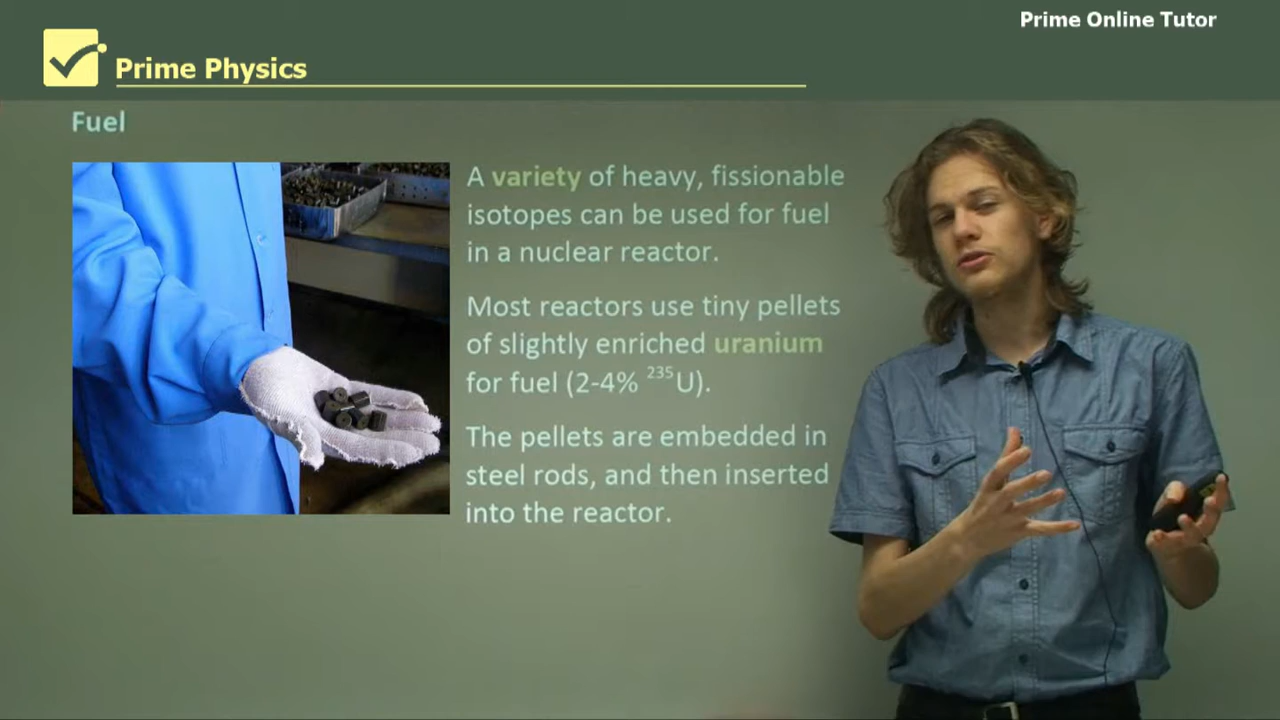 Prime Online Tutor
Prime Physics
Fuel
A variety of heavy, fissionable
isotopes can be used for fuel
in a nuclear reactor.
Most reactors use tiny pellets
of slightly enriched uranium
for fuel (2-4% ²³⁵U).
The pellets are embedded in
steel rods, and then inserted
into the reactor.